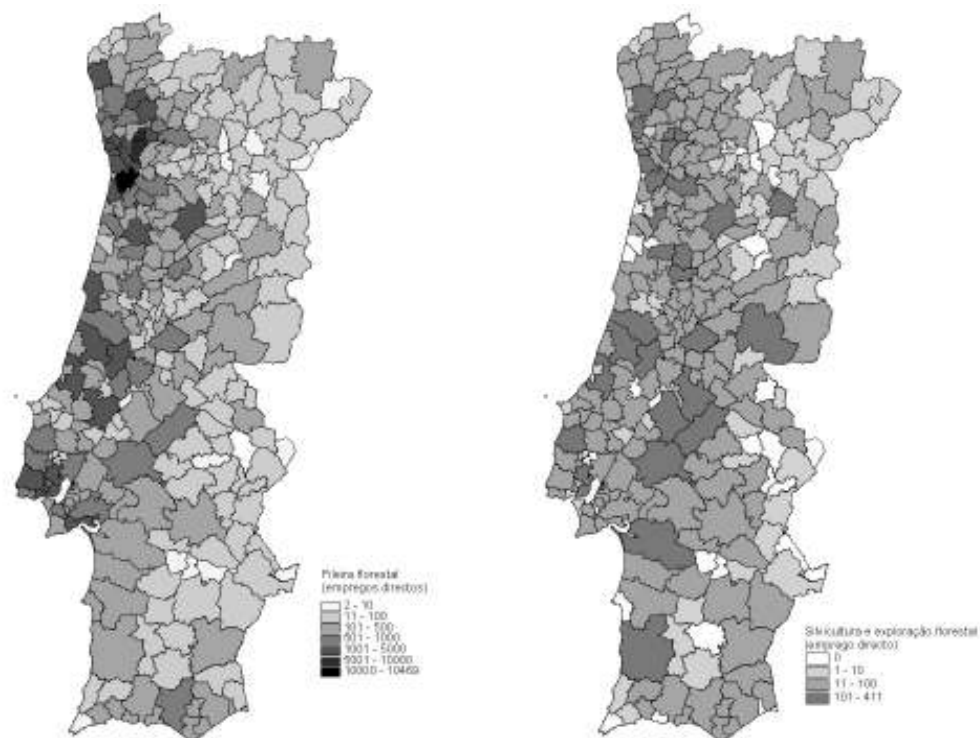 Fileira florestal
(empregos directos)
2 - 10
11 - 100
101 - 500
501 - 1000
1001 - 5000
5001 - 10000
10000 - 10469
Silvicultura e exploração florestal
(emprego directo)
0
1 - 10
11 - 100
101 - 411